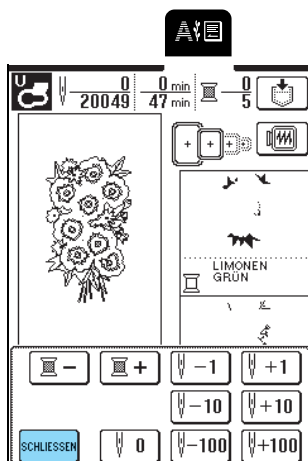 A
U
0 0 min 0
20049 47 min 5
LIMONEN
GRÜN
- + -1 +1
-10 +10
SCHLIESSEN 0 -100 +100